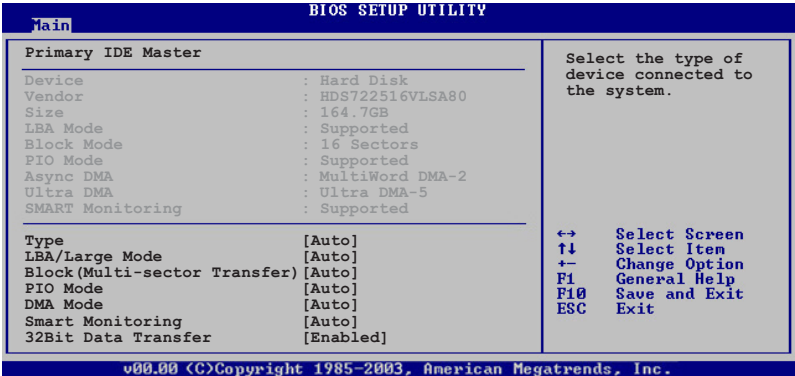 BIOS SETUP UTILITY
Main
Primary IDE Master
Device : Hard Disk
Vendor : HDS722516VLSA80
Size : 164.7GB
LBA Mode : Supported
Block Mode : 16 Sectors
PIO Mode : Supported
Async DMA : MultiWord DMA-2
Ultra DMA : Ultra DMA-5
SMART Monitoring : Supported
Type [Auto]
LBA/Large Mode [Auto]
Block(Multi-sector Transfer) [Auto]
PIO Mode [Auto]
DMA Mode [Auto]
Smart Monitoring [Auto]
32Bit Data Transfer [Enabled]
Select the type of
device connected to
the system.
←→ Select Screen
↑↓ Select Item
+- Change Option
F1 General Help
F10 Save and Exit
ESC Exit
v00.00 (C)Copyright 1985-2003, American Megatrends, Inc.